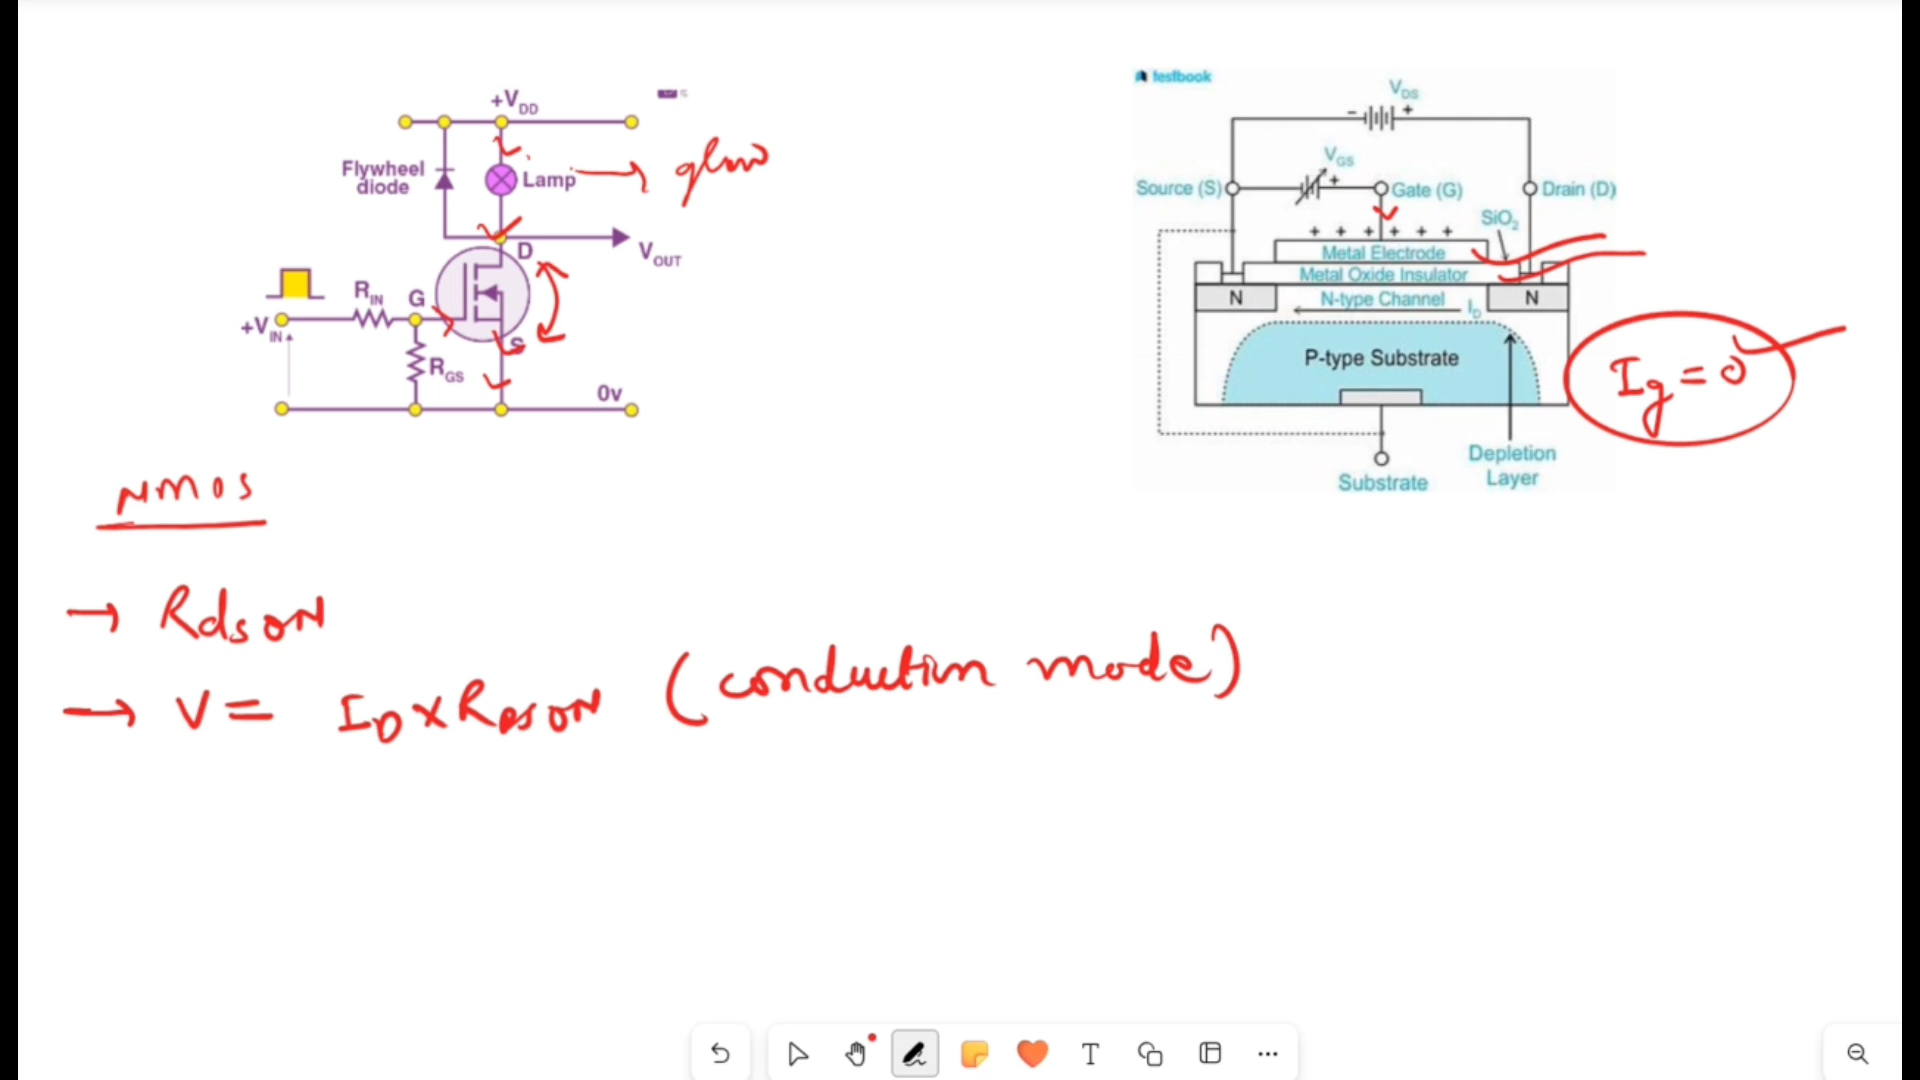 +VDD
Flywheel diode
Lamp → glow
D
VOUT
RIN
G
+VIN
S
RGS
0v
testbook
VDS
− +
VGS
+
Source (S)
Gate (G)
Drain (D)
SiO2
+ + + + + +
Metal Electrode
Metal Oxide Insulator
N
N-type Channel
ID
N
P-type Substrate
Ig = 0
Depletion Layer
Substrate
NMOS
→ RdsON
→ V = ID x RDSON (conduction mode)
T